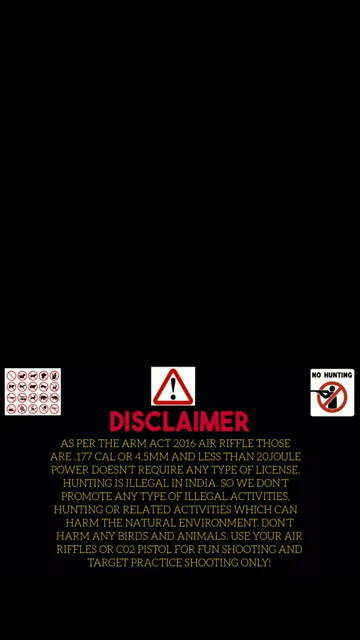 NO HUNTING
DISCLAIMER
AS PER THE ARM ACT 2016 AIR RIFFLE THOSE
ARE .177 CAL OR 4.5MM AND LESS THAN 20JOULE
POWER DOESN'T REQUIRE ANY TYPE OF LICENSE.
HUNTING IS ILLEGAL IN INDIA. SO WE DON'T
PROMOTE ANY TYPE OF ILLEGAL ACTIVITIES,
HUNTING OR RELATED ACTIVITIES WHICH CAN
HARM THE NATURAL ENVIRONMENT. DON'T
HARM ANY BIRDS AND ANIMALS. USE YOUR AIR
RIFFLES OR CO2 PISTOL FOR FUN SHOOTING AND
TARGET PRACTICE SHOOTING ONLY!